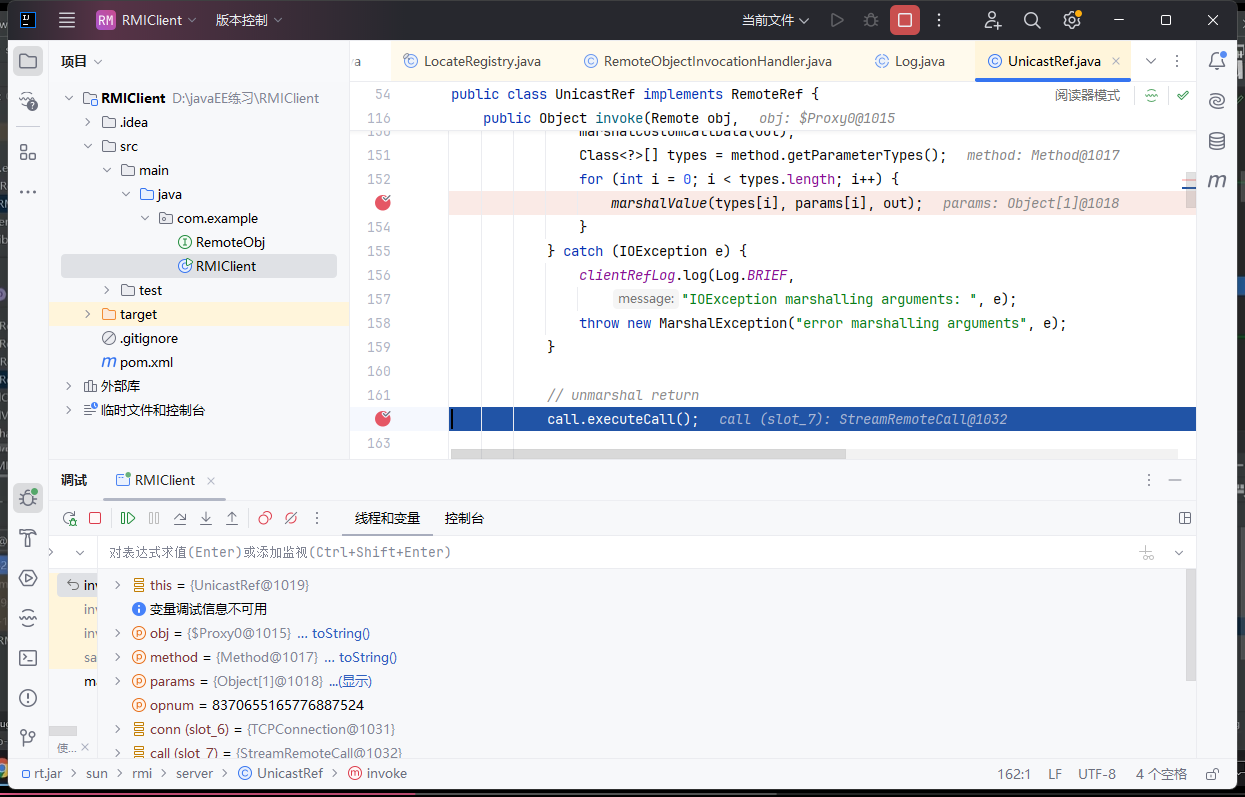 RM RMIClient 版本控制 当前文件
项目
LocateRegistry.java RemoteObjectInvocationHandler.java Log.java UnicastRef.java
RMIClient D:\javaEE练习\RMIClient
.idea
src
main
java
com.example
RemoteObj
RMIClient
test
target
.gitignore
pom.xml
外部库
临时文件和控制台
54 public class UnicastRef implements RemoteRef { 阅读器模式
116 public Object invoke(Remote obj, obj: $Proxy0@1015
150 marshalCustomCallData(out);
151 Class<?>[] types = method.getParameterTypes(); method: Method@1017
152 for (int i = 0; i < types.length; i++) {
marshalValue(types[i], params[i], out); params: Object[1]@1018
154 }
155 } catch (IOException e) {
156 clientRefLog.log(Log.BRIEF,
157 message: "IOException marshalling arguments: ", e);
158 throw new MarshalException("error marshalling arguments", e);
159 }
160
161 // unmarshal return
call.executeCall(); call (slot_7): StreamRemoteCall@1032
163
调试 RMIClient
线程和变量 控制台
对表达式求值(Enter)或添加监视(Ctrl+Shift+Enter)
this = {UnicastRef@1019}
变量调试信息不可用
obj = {$Proxy0@1015} ... toString()
method = {Method@1017} ... toString()
params = {Object[1]@1018} ...(显示)
opnum = 8370655165776887524
conn (slot_6) = {TCPConnection@1031}
call (slot_7) = {StreamRemoteCall@1032}
使...
rt.jar sun rmi server UnicastRef invoke 162:1 LF UTF-8 4 个空格